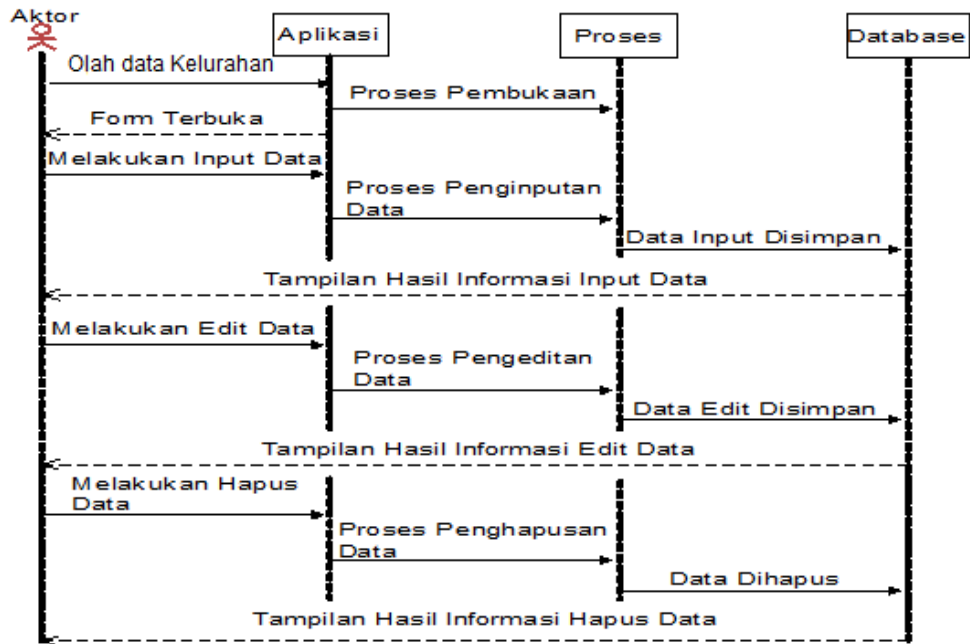 Aktor
Aplikasi
Proses
Database
Olah data Kelurahan
Proses Pembukaan
Form Terbuka
Melakukan Input Data
Proses Penginputan
Data
Data Input Disimpan
Tampilan Hasil Informasi Input Data
Melakukan Edit Data
Proses Pengeditan
Data
Data Edit Disimpan
Tampilan Hasil Informasi Edit Data
Melakukan Hapus
Data
Proses Penghapusan
Data
Data Dihapus
Tampilan Hasil Informasi Hapus Data